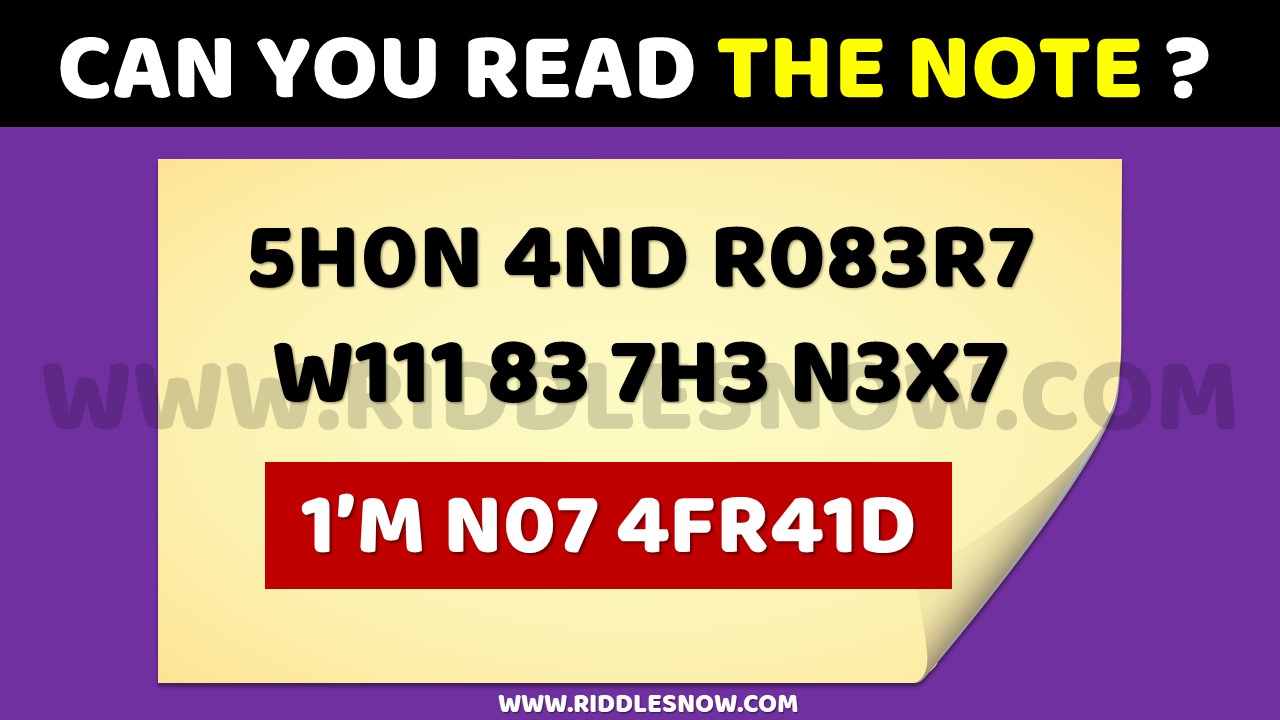 CAN YOU READ THE NOTE ?
5H0N 4ND R083R7
W111 83 7H3 N3X7
WWW.RIDDLESNOW.COM
1'M N07 4FR41D
WWW.RIDDLESNOW.COM